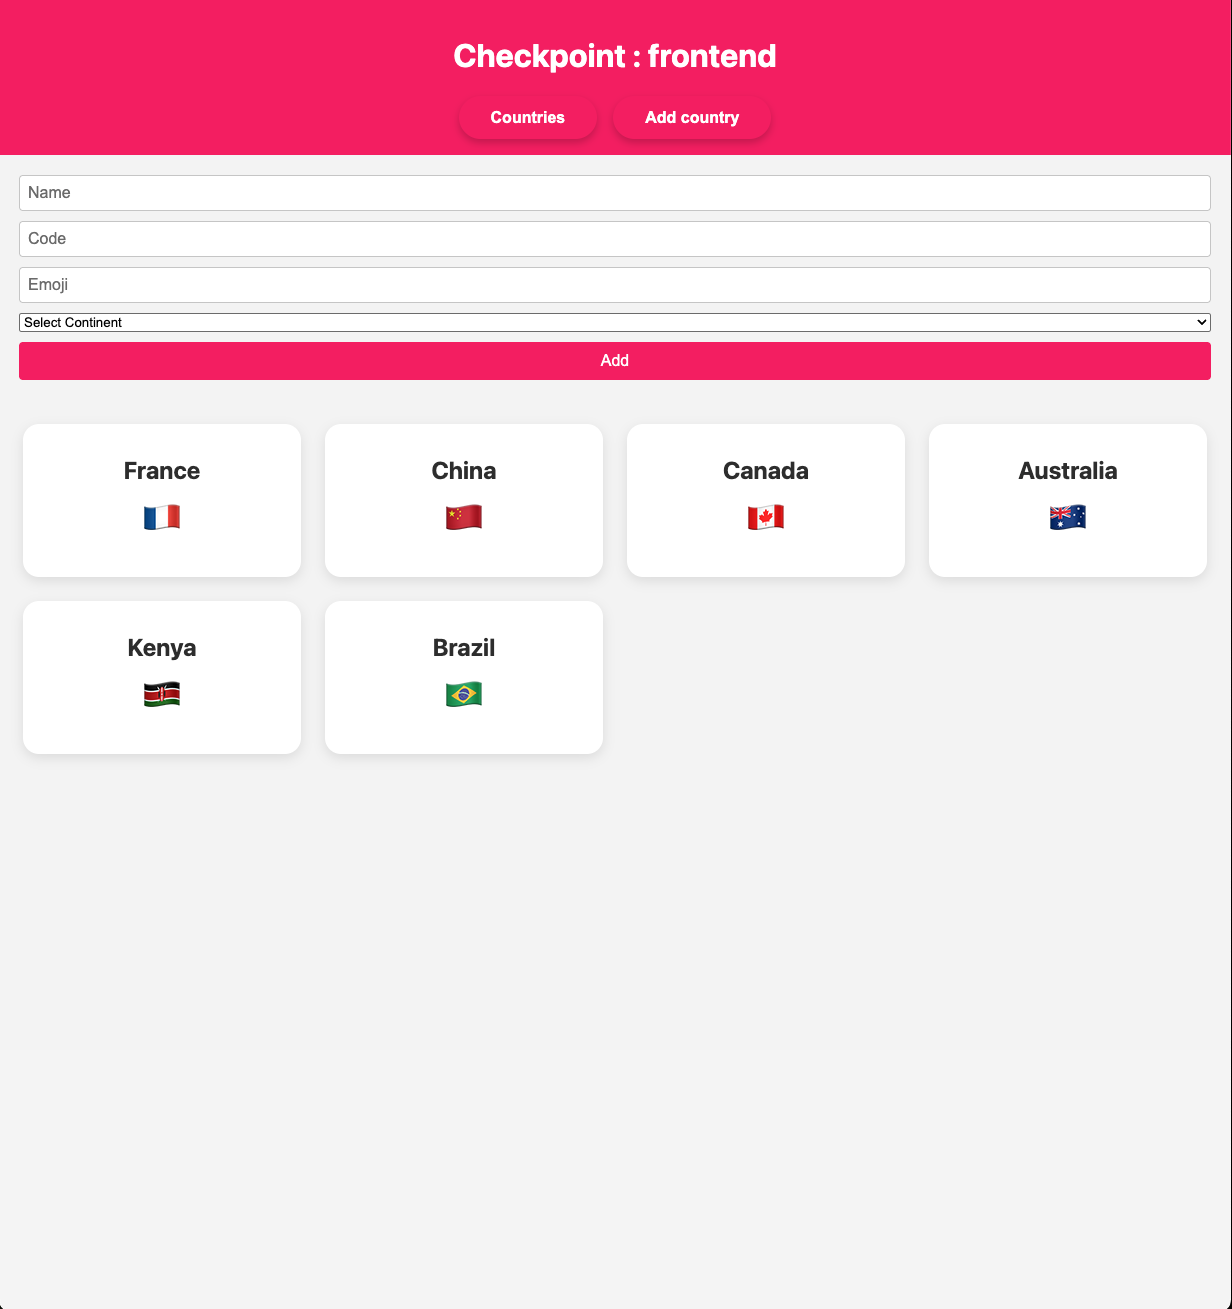 Checkpoint : frontend
Countries Add country
Name
Code
Emoji
Select Continent
Add
France China Canada Australia
Kenya Brazil